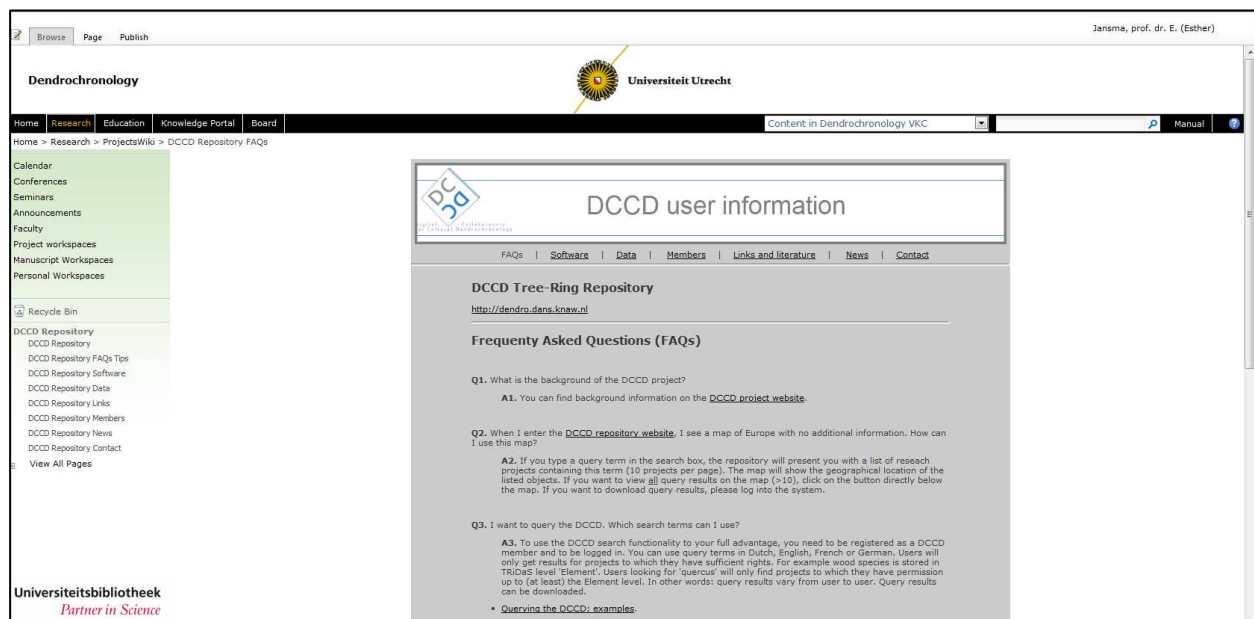 Jansma, prof. dr. E. (Esther)
Browse Page Publish
Dendrochronology
Universiteit Utrecht
Home Research Education Knowledge Portal Board
Content in Dendrochronology VKC
Manual
Home > Research > ProjectsWiki > DCCD Repository FAQs
Calendar
Conferences
Seminars
Announcements
Faculty
Project workspaces
Manuscript Workspaces
Personal Workspaces
Recycle Bin
DCCD Repository
DCCD Repository
DCCD Repository FAQs Tips
DCCD Repository Software
DCCD Repository Data
DCCD Repository Links
DCCD Repository Members
DCCD Repository News
DCCD Repository Contact
View All Pages
Universiteitsbibliotheek
Partner in Science
DC
CD
Digital Collaboratory
for Cultural Dendrochronology
DCCD user information
FAQs | Software | Data | Members | Links and literature | News | Contact
DCCD Tree-Ring Repository
http://dendro.dans.knaw.nl
Frequenty Asked Questions (FAQs)
Q1. What is the background of the DCCD project?
A1. You can find background information on the DCCD project website.
Q2. When I enter the DCCD repository website, I see a map of Europe with no additional information. How can
I use this map?
A2. If you type a query term in the search box, the repository will present you with a list of reseach
projects containing this term (10 projects per page). The map will show the geographical location of the
listed objects. If you want to view all query results on the map (>10), click on the button directly below
the map. If you want to download query results, please log into the system.
Q3. I want to query the DCCD. Which search terms can I use?
A3. To use the DCCD search functionality to your full advantage, you need to be registered as a DCCD
member and to be logged in. You can use query terms in Dutch, English, French or German. Users will
only get results for projects to which they have sufficient rights. For example wood species is stored in
TRiDaS level 'Element'. Users looking for 'quercus' will only find projects to which they have permission
up to (at least) the Element level. In other words: query results vary from user to user. Query results
can be downloaded.
• Querying the DCCD: examples.